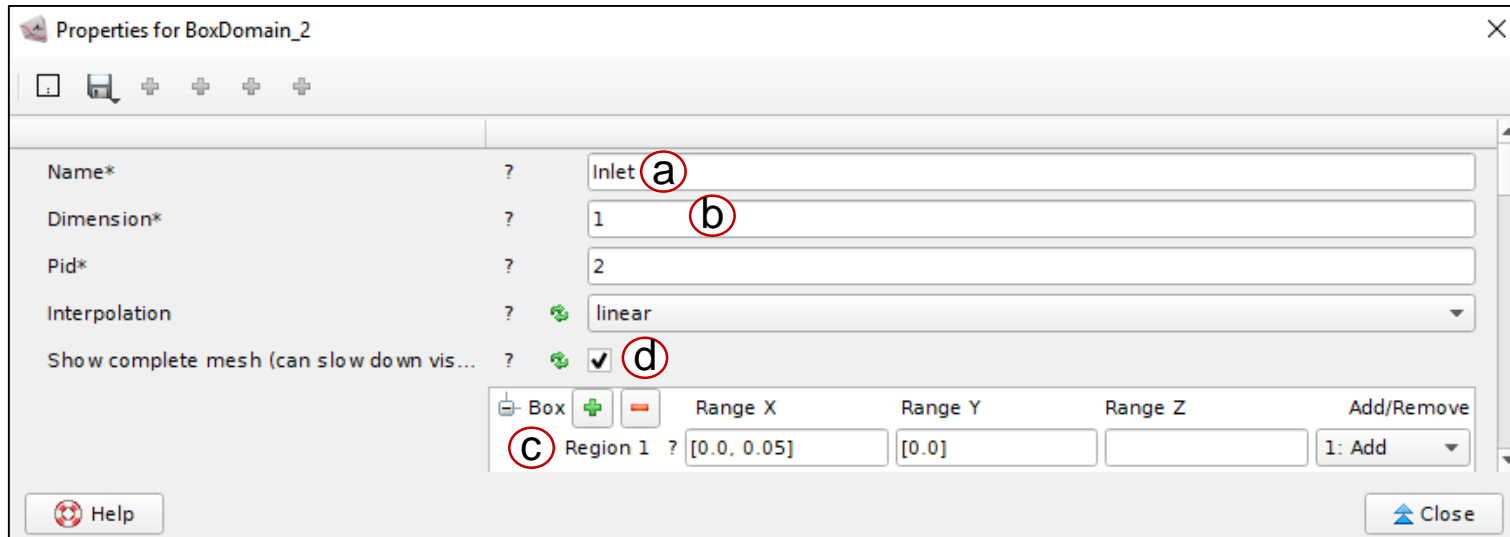 Properties for BoxDomain_2
Name* ? Inlet a
Dimension* ? 1 b
Pid* ? 2
Interpolation ? linear
Show complete mesh (can slow down vis... ? d
Box Range X Range Y Range Z Add/Remove
c Region 1 ? [0.0, 0.05] [0.0] 1: Add
Help Close